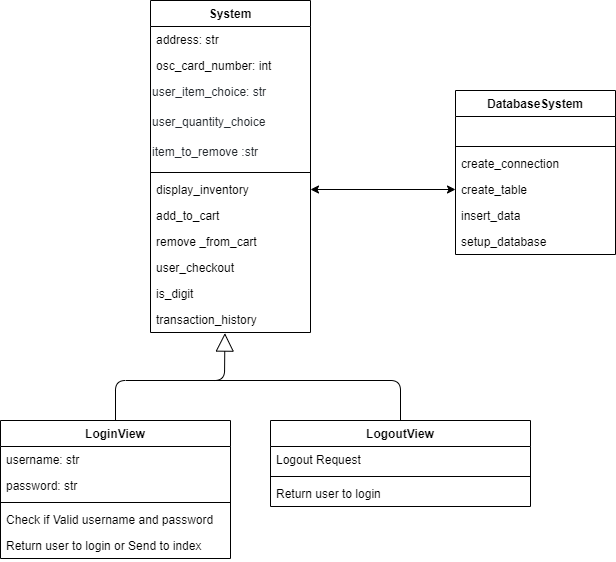 System
address: str
osc_card_number: int
user_item_choice: str
user_quantity_choice
item_to_remove :str
display_inventory
add_to_cart
remove _from_cart
user_checkout
is_digit
transaction_history
DatabaseSystem
create_connection
create_table
insert_data
setup_database
LoginView
username: str
password: str
Check if Valid username and password
Return user to login or Send to index
LogoutView
Logout Request
Return user to login